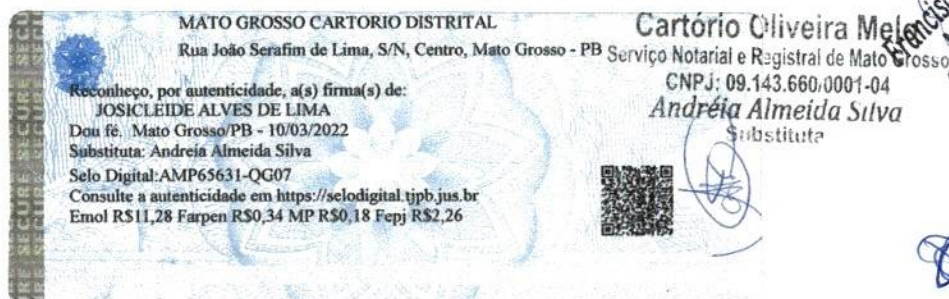 MATO GROSSO CARTORIO DISTRITAL
Rua João Serafim de Lima, S/N, Centro, Mato Grosso - PB
Reconheço, por autenticidade, a(s) firma(s) de:
JOSICLEIDE ALVES DE LIMA
Dou fé. Mato Grosso/PB - 10/03/2022
Substituta: Andreia Almeida Silva
Selo Digital:AMP65631-QG07
Consulte a autenticidade em https://selodigital.tjpb.jus.br
Emol R$11,28 Farpen R$0,34 MP R$0,18 Fepj R$2,26
Cartório Oliveira Melo
Serviço Notarial e Registral de Mato Grosso
CNPJ: 09.143.660/0001-04
Andréia Almeida Silva
Substituta